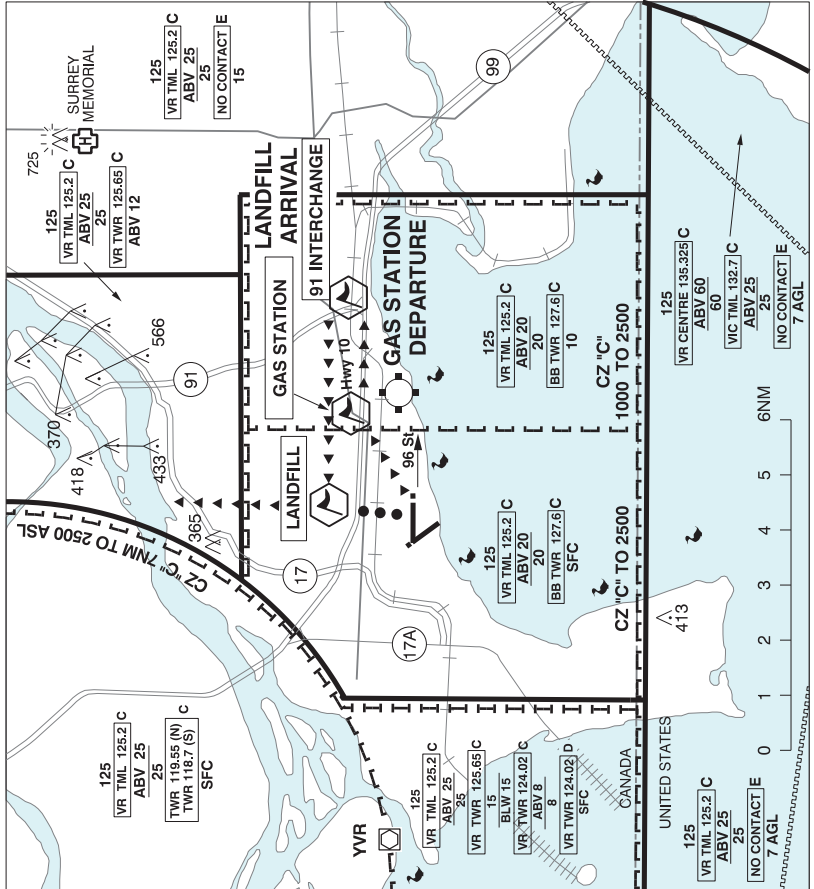 725
SURREY
MEMORIAL
125
VR TML 125.2 C
ABV 25
25
NO CONTACT E
15
125
VR TML 125.2 C
ABV 25
25
VR TWR 125.65 C
ABV 12
99
LANDFILL
ARRIVAL
91 INTERCHANGE
GAS STATION
GAS STATION
DEPARTURE
Hwy 10
566
91
370
418
433
365
LANDFILL
96 St
CZ "C" 7NM TO 2500 ASL
17
17A
125
VR TML 125.2 C
ABV 20
20
BB TWR 127.6 C
10
CZ "C"
1000 TO 2500
125
VR TML 125.2 C
ABV 20
20
BB TWR 127.6 C
SFC
CZ "C" TO 2500
125
VR CENTRE 135.325 C
ABV 60
60
VIC TML 132.7 C
ABV 25
25
NO CONTACT E
7 AGL
413
0 1 2 3 4 5 6NM
125
VR TML 125.2 C
ABV 25
25
TWR 119.55 (N) C
TWR 118.7 (S)
SFC
YVR
125
VR TML 125.2 C
ABV 25
25
VR TWR 125.65 C
15
BLW 15
VR TWR 124.02 C
ABV 8
8
VR TWR 124.02 D
SFC
CANADA
UNITED STATES
125
VR TML 125.2 C
ABV 25
25
NO CONTACT E
7 AGL